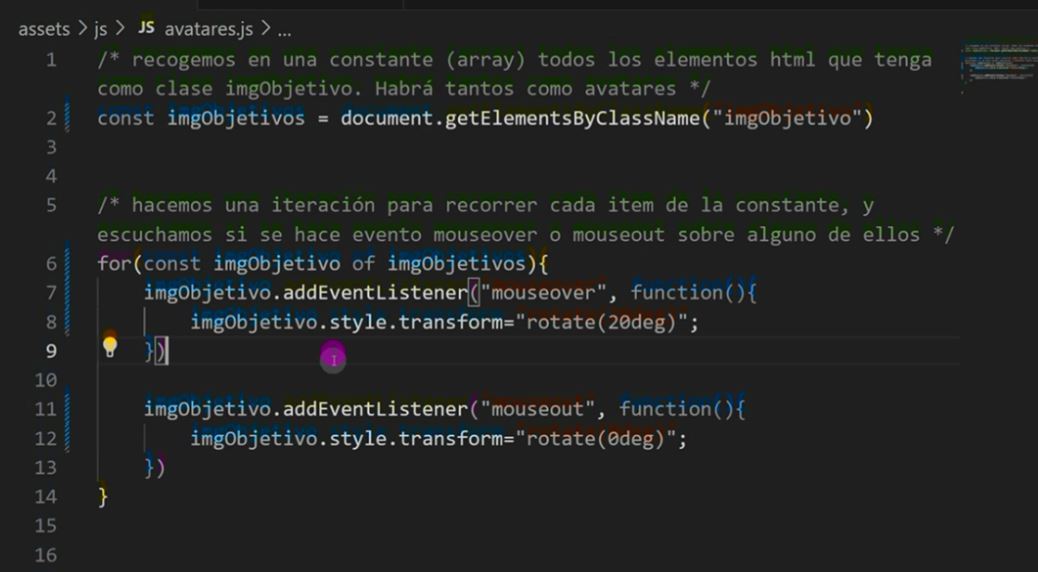 assets > js > JS avatares.js > ...
1 /* recogemos en una constante (array) todos los elementos html que tenga
como clase imgObjetivo. Habrá tantos como avatares */
2 const imgObjetivos = document.getElementsByClassName("imgObjetivo")
3
4
5 /* hacemos una iteración para recorrer cada item de la constante, y
escuchamos si se hace evento mouseover o mouseout sobre alguno de ellos */
6 for(const imgObjetivo of imgObjetivos){
7 imgObjetivo.addEventListener("mouseover", function(){
8 imgObjetivo.style.transform="rotate(20deg)";
9 })
10
11 imgObjetivo.addEventListener("mouseout", function(){
12 imgObjetivo.style.transform="rotate(0deg)";
13 })
14 }
15
16